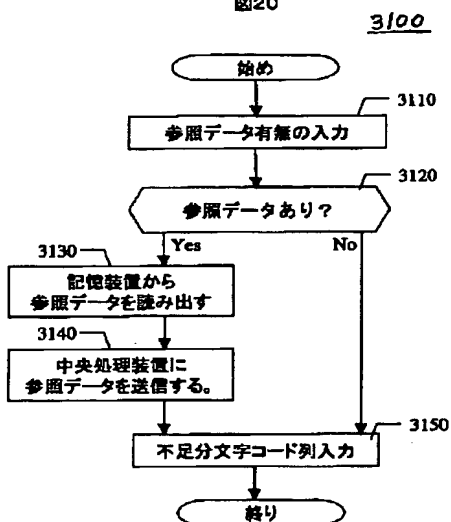 図20
3100
始め
3110
参照データ有無の入力
3120
参照データあり?
Yes
No
3130
記憶装置から
参照データを読み出す
3140
中央処理装置に
参照データを送信する。
3150
不足分文字コード列入力
終り